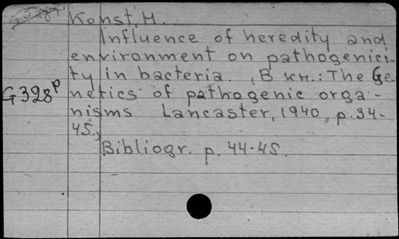 Konst, M.
Influence of heredity and
environment on pathogenici-
ty in bacteria. , В кн.: The Ge-
G 328ᵖ netics of pathogenic orga-
nisms Lancaster, 1940, p. 34-
45.,
Bibliogr. p. 44-45.